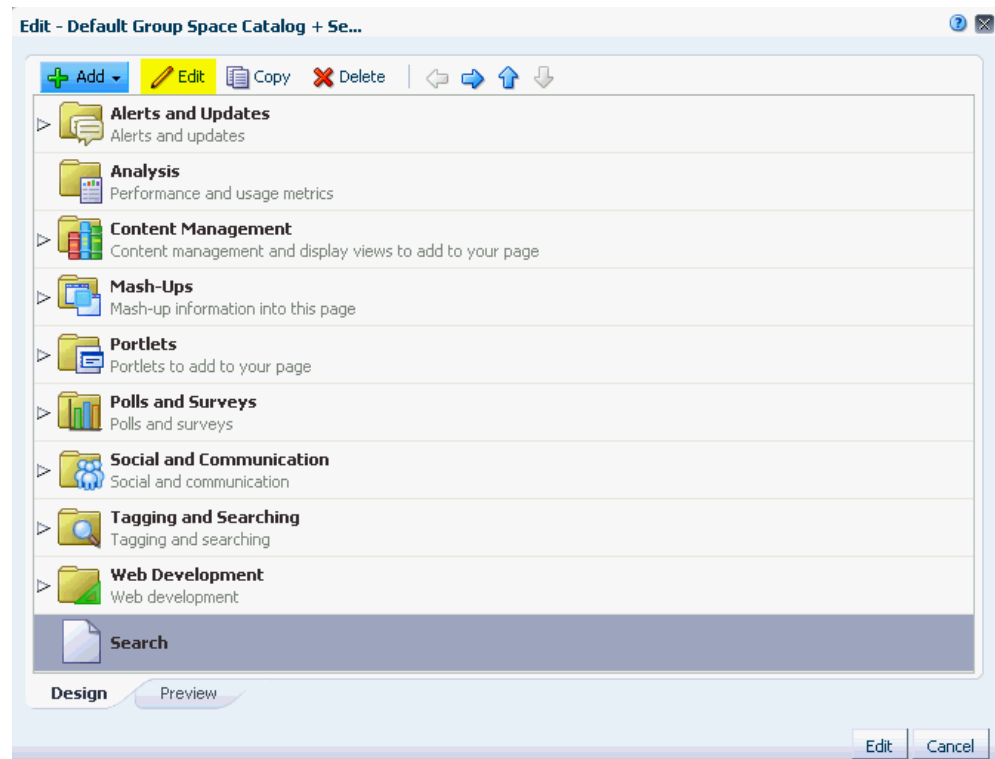 Edit - Default Group Space Catalog + Se...
Add Edit Copy Delete
Alerts and Updates
Alerts and updates
Analysis
Performance and usage metrics
Content Management
Content management and display views to add to your page
Mash-Ups
Mash-up information into this page
Portlets
Portlets to add to your page
Polls and Surveys
Polls and surveys
Social and Communication
Social and communication
Tagging and Searching
Tagging and searching
Web Development
Web development
Search
Design Preview
Edit Cancel